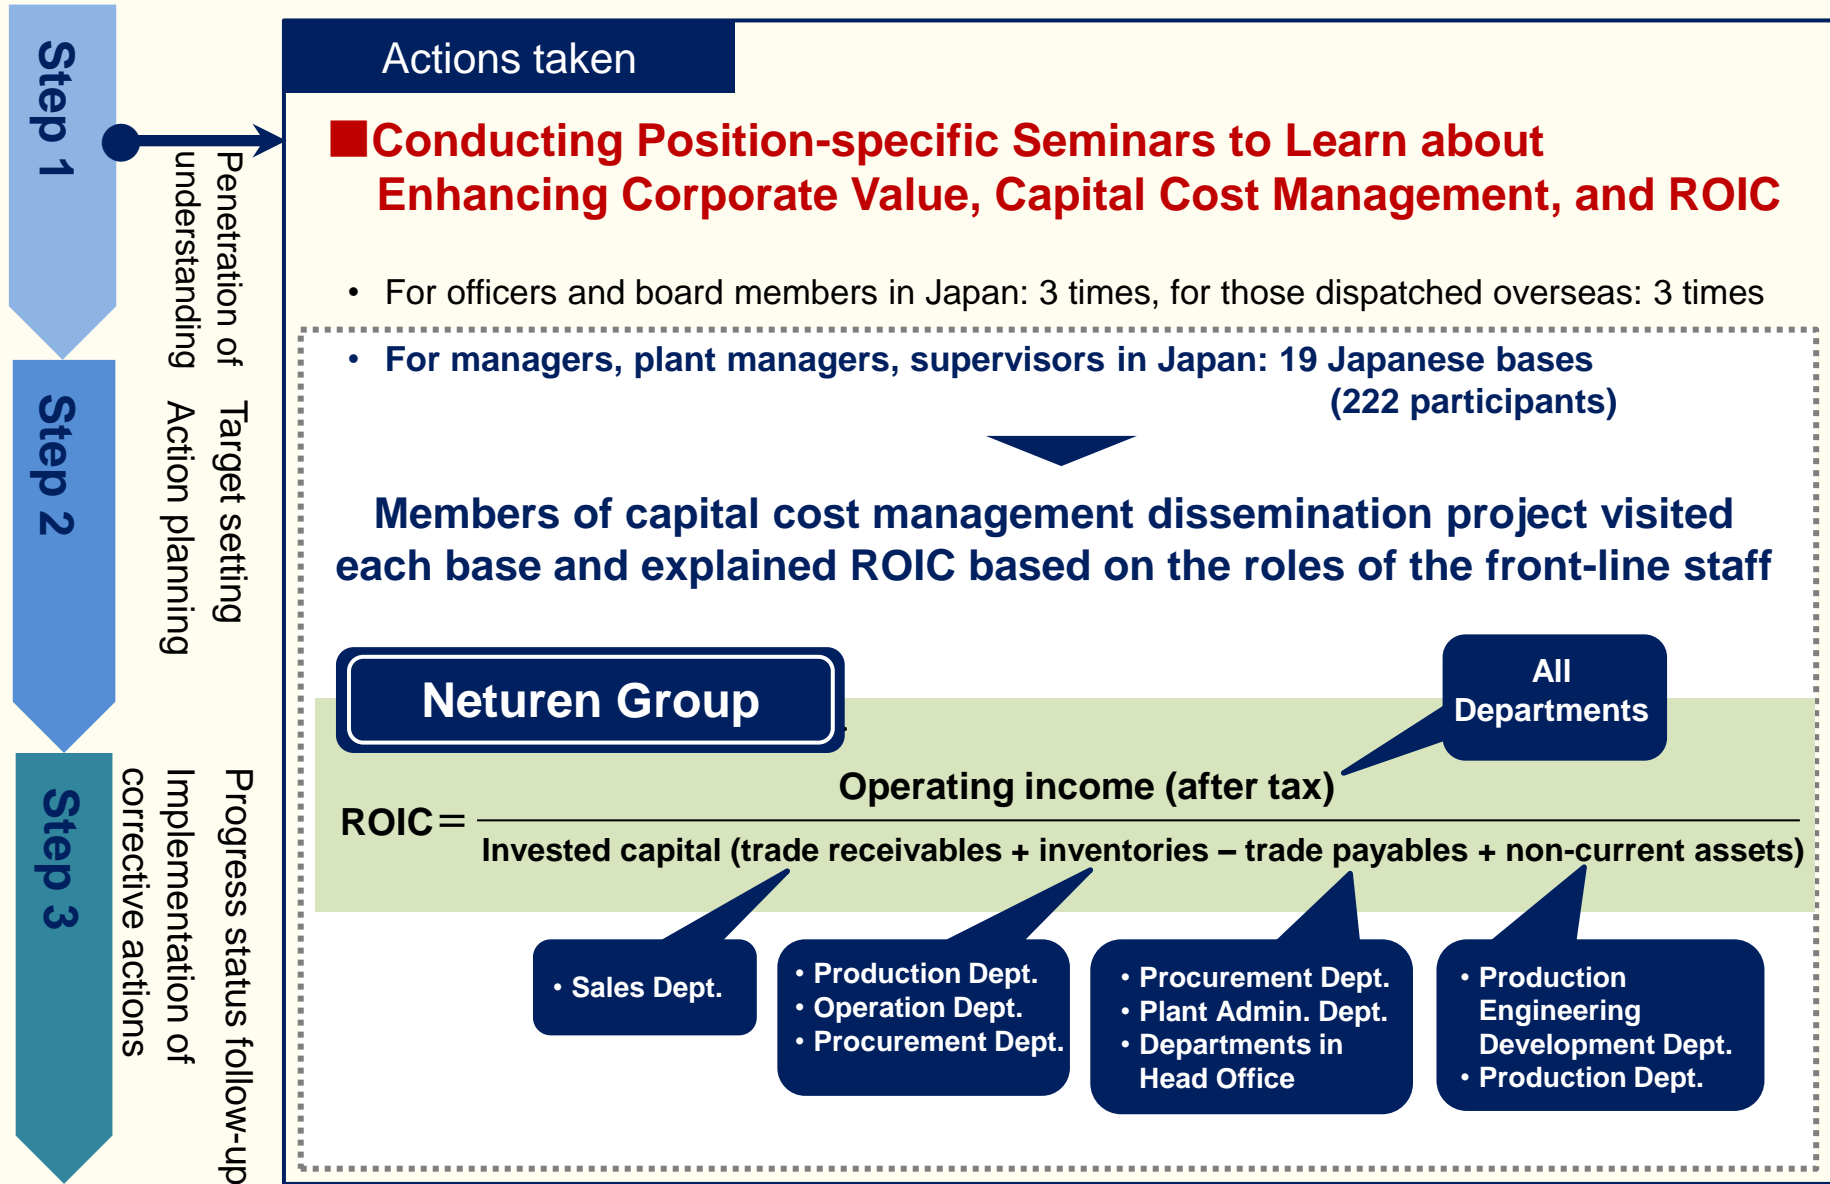 Step 1
Penetration of
understanding
Step 2
Target setting
Action planning
Step 3
Progress status follow-up
Implementation of
corrective actions
Actions taken
■Conducting Position-specific Seminars to Learn about
Enhancing Corporate Value, Capital Cost Management, and ROIC
• For officers and board members in Japan: 3 times, for those dispatched overseas: 3 times
• For managers, plant managers, supervisors in Japan: 19 Japanese bases
(222 participants)
Members of capital cost management dissemination project visited
each base and explained ROIC based on the roles of the front-line staff
Neturen Group
All
Departments
Operating income (after tax)
ROIC=
Invested capital (trade receivables + inventories – trade payables + non-current assets)
• Sales Dept.
• Production Dept.
• Operation Dept.
• Procurement Dept.
• Procurement Dept.
• Plant Admin. Dept.
• Departments in
Head Office
• Production
Engineering
Development Dept.
• Production Dept.